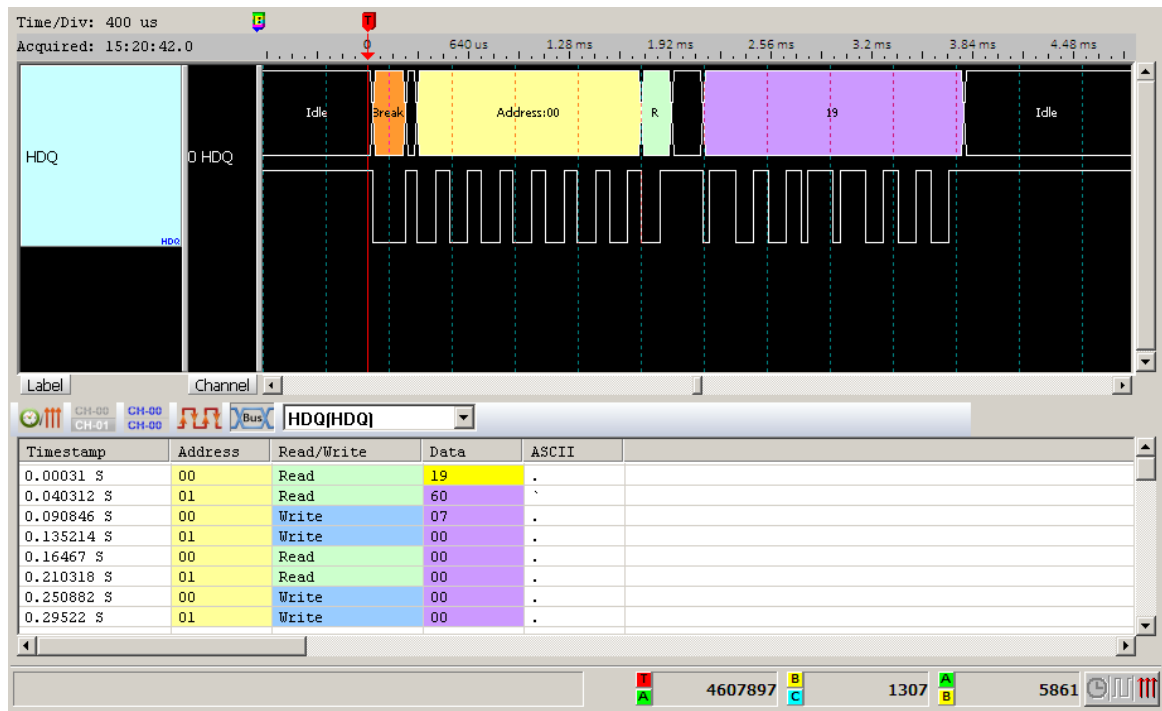 Time/Div: 400 us
Acquired: 15:20:42.0
B T
0 640 us 1.28 ms 1.92 ms 2.56 ms 3.2 ms 3.84 ms 4.48 ms
Idle Break Address:00 R 19 Idle
HDQ 0 HDQ
HDQ
Label Channel
CH-00 CH-00
CH-01 CH-00
Bus HDQ(HDQ)
Timestamp Address Read/Write Data ASCII
0.00031 S 00 Read 19 .
0.040312 S 01 Read 60 `
0.090846 S 00 Write 07 .
0.135214 S 01 Write 00 .
0.16467 S 00 Read 00 .
0.210318 S 01 Read 00 .
0.250882 S 00 Write 00 .
0.29522 S 01 Write 00 .
T A 4607897 B C 1307 A B 5861